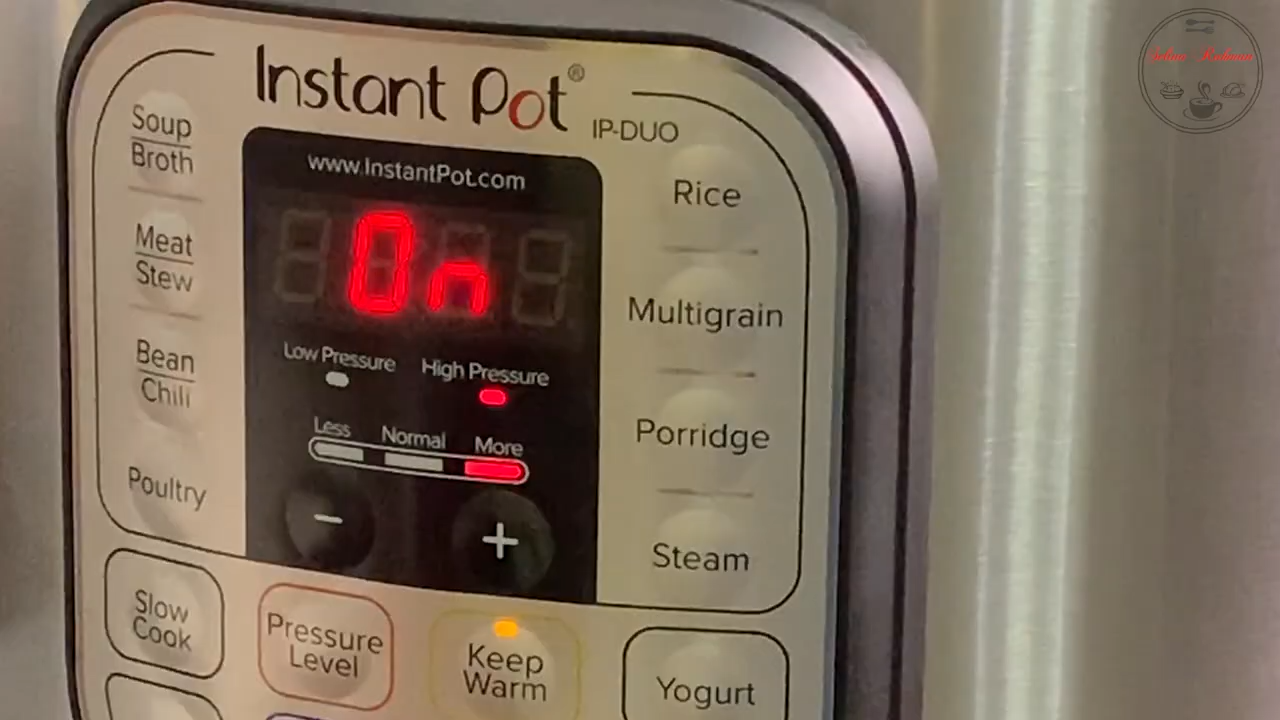 Instant Pot®
IP-DUO
www.InstantPot.com
On
Low Pressure
High Pressure
Less
Normal
More
-
+
Soup
Broth
Meat
Stew
Bean
Chili
Poultry
Rice
Multigrain
Porridge
Steam
Slow
Cook
Pressure
Level
Keep
Warm
Yogurt